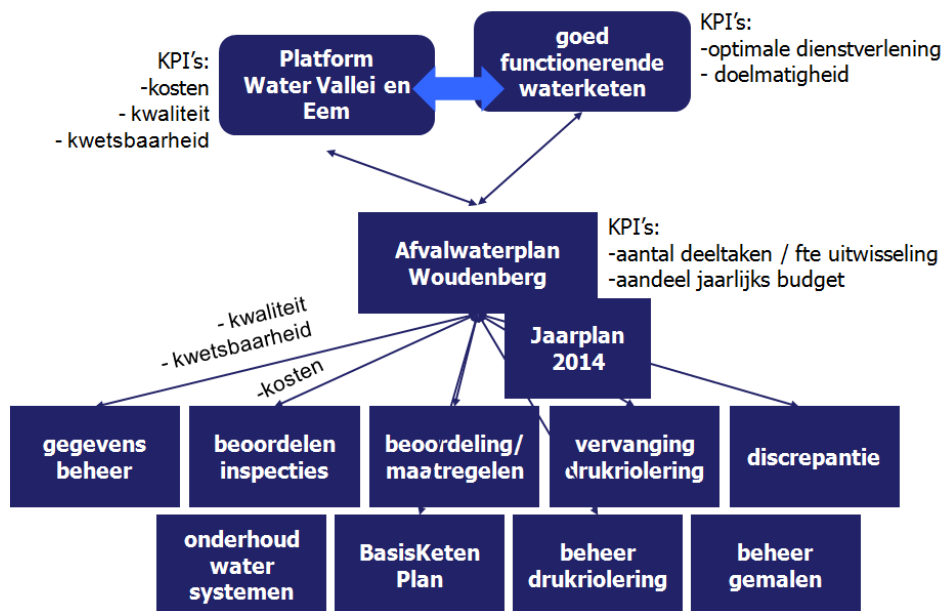 KPI's:
-kosten
- kwaliteit
- kwetsbaarheid
Platform
Water Vallei en
Eem
goed
functionerende
waterketen
KPI's:
-optimale dienstverlening
- doelmatigheid
Afvalwaterplan
Woudenberg
KPI's:
-aantal deeltaken / fte uitwisseling
-aandeel jaarlijks budget
Jaarplan
2014
- kwaliteit
- kwetsbaarheid
-kosten
gegevens
beheer
beoordelen
inspecties
beoordeling/
maatregelen
vervanging
drukriolering
discrepantie
onderhoud
water
systemen
BasisKeten
Plan
beheer
drukriolering
beheer
gemalen